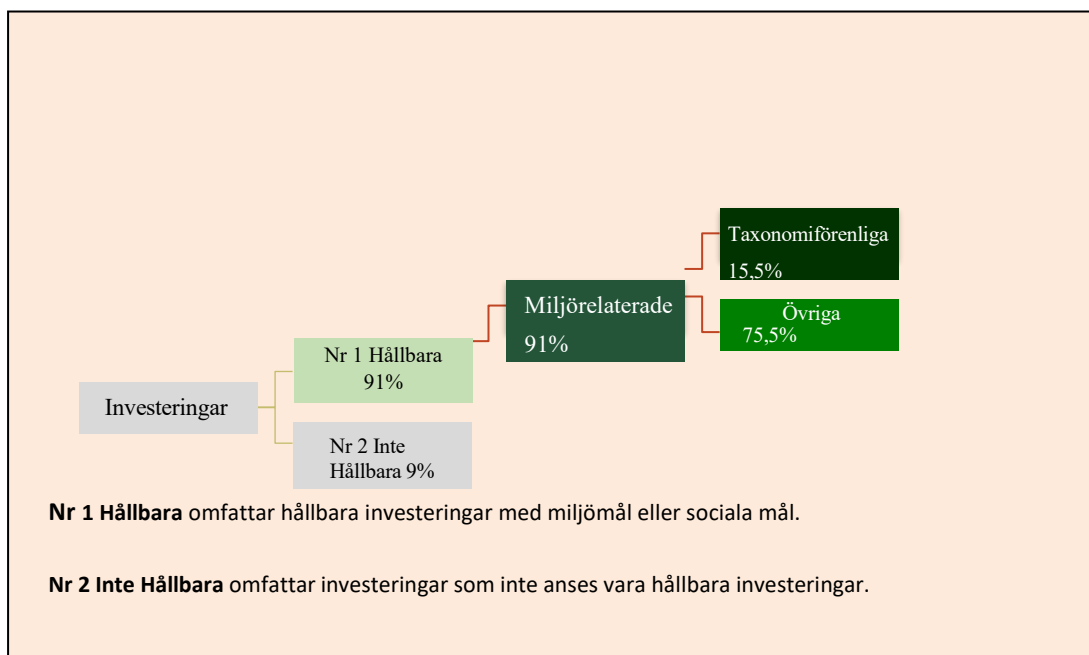 Taxonomiförenliga
15,5%
Miljörelaterade
91%
Övriga
75,5%
Nr 1 Hållbara
91%
Investeringar
Nr 2 Inte
Hållbara 9%
Nr 1 Hållbara omfattar hållbara investeringar med miljömål eller sociala mål.
Nr 2 Inte Hållbara omfattar investeringar som inte anses vara hållbara investeringar.